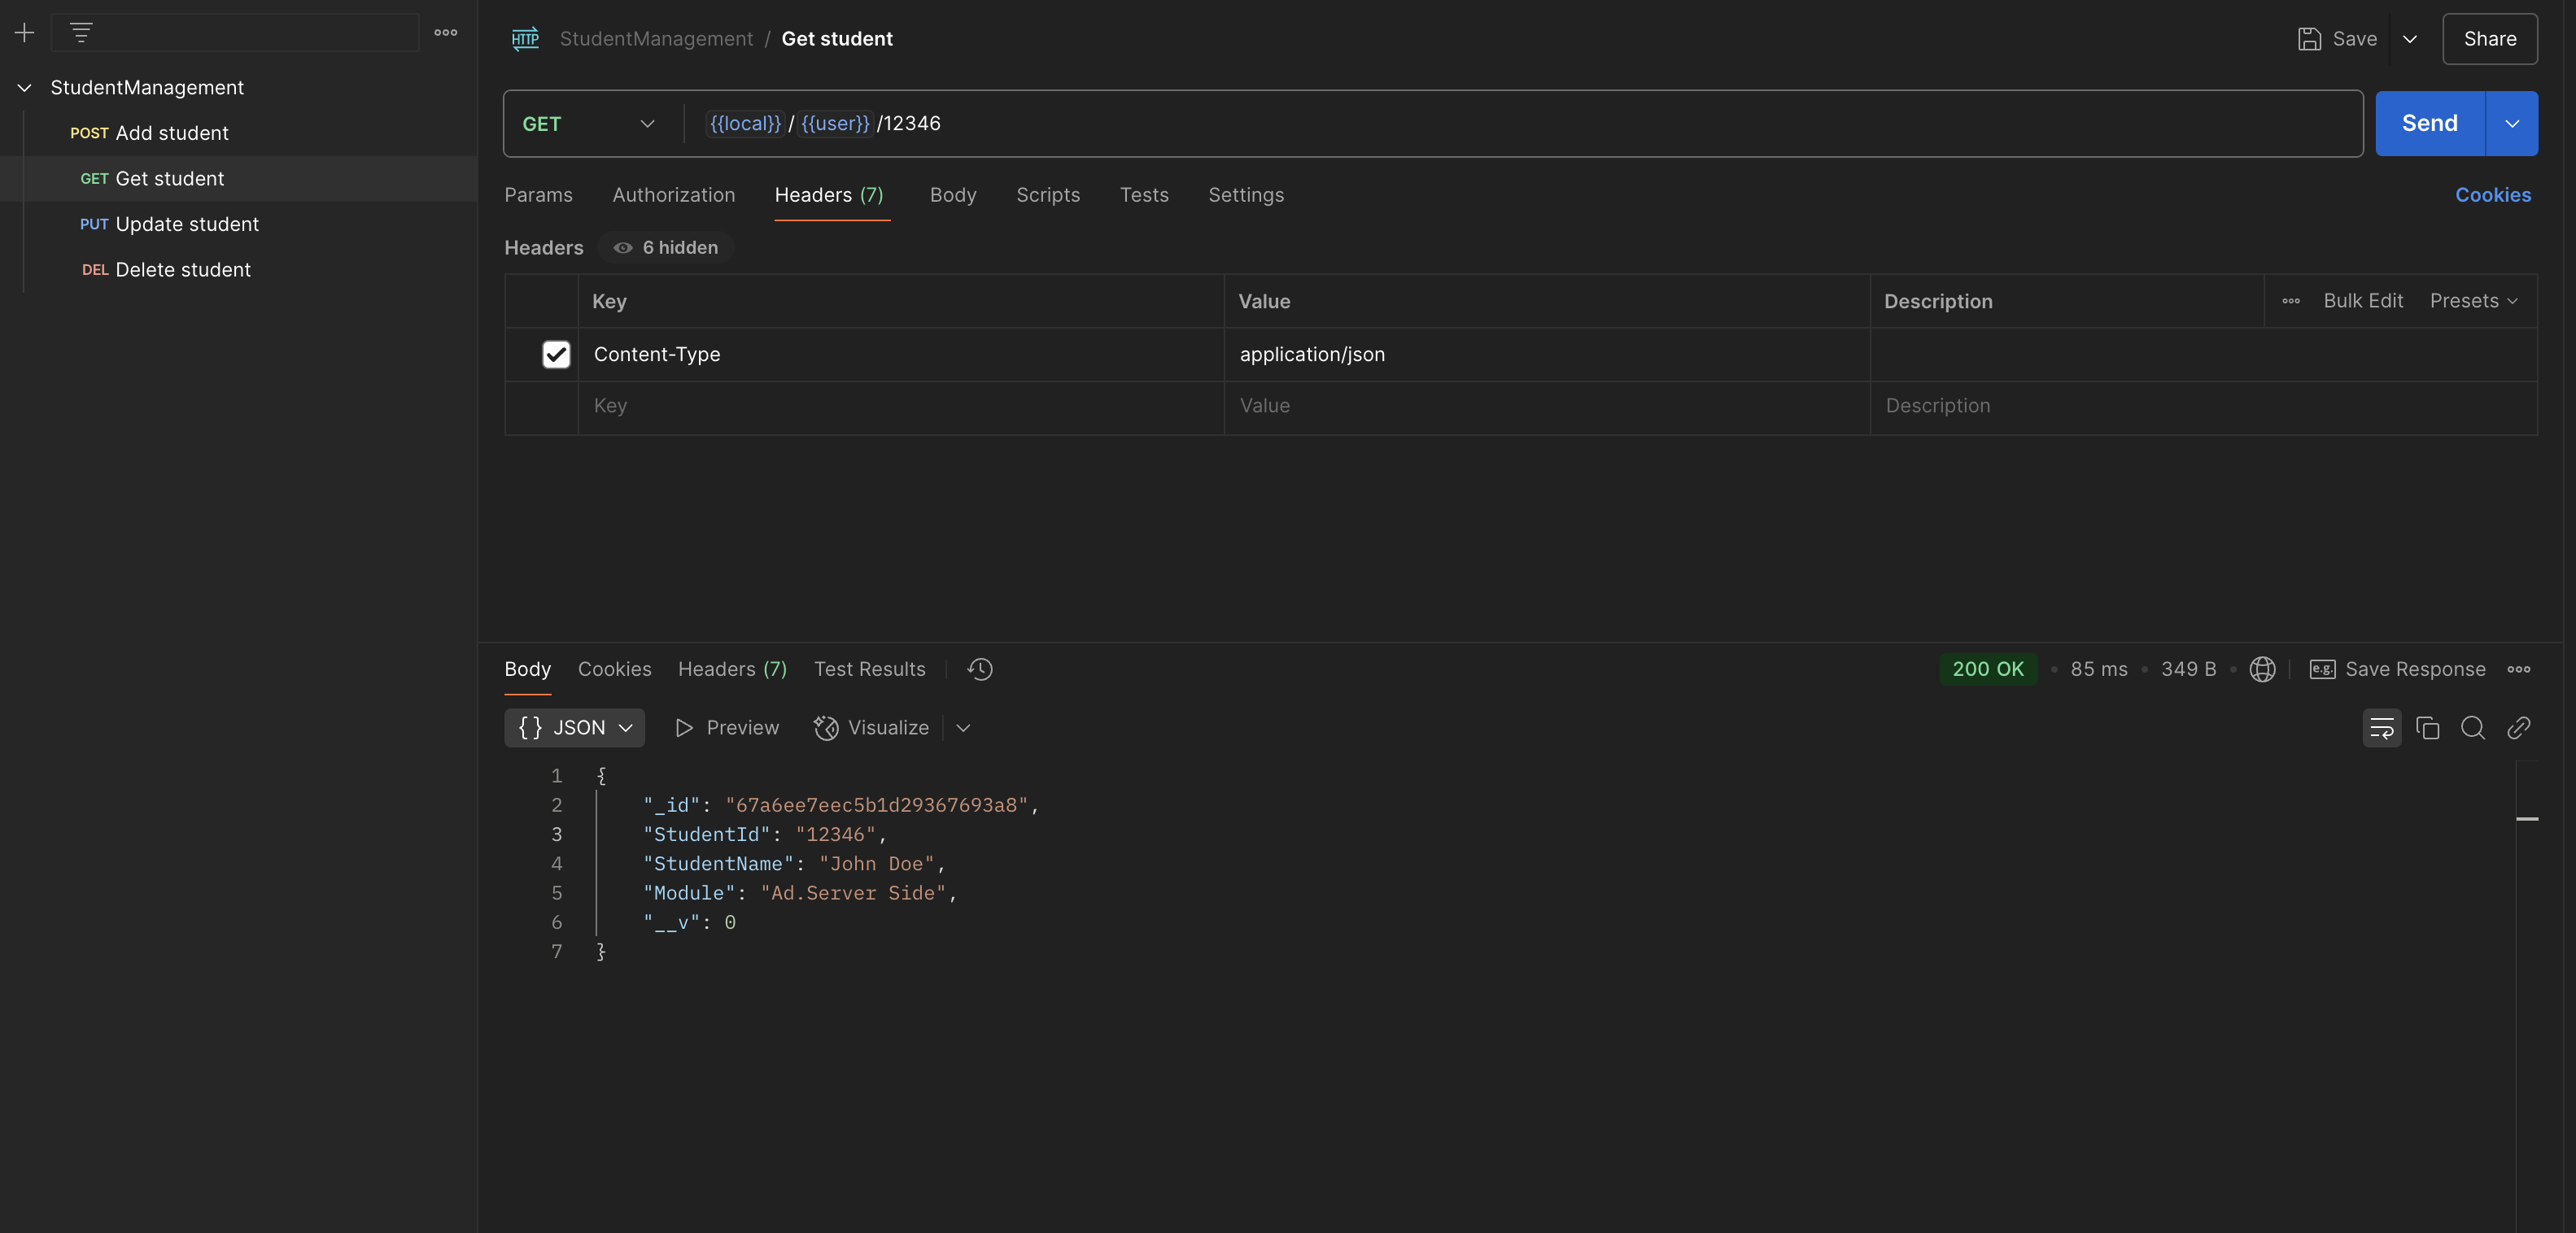 StudentManagement
POST Add student
GET Get student
PUT Update student
DEL Delete student
HTTP StudentManagement / Get student
Save
Share
GET {{local}}/{{user}}/12346
Send
Params Authorization Headers (7) Body Scripts Tests Settings Cookies
Headers 6 hidden
Key Value Description Bulk Edit Presets
Content-Type application/json
Key Value Description
Body Cookies Headers (7) Test Results 200 OK • 85 ms • 349 B • e.g. Save Response
{} JSON Preview Visualize
1 {
2 "_id": "67a6ee7eec5b1d29367693a8",
3 "StudentId": "12346",
4 "StudentName": "John Doe",
5 "Module": "Ad.Server Side",
6 "__v": 0
7 }